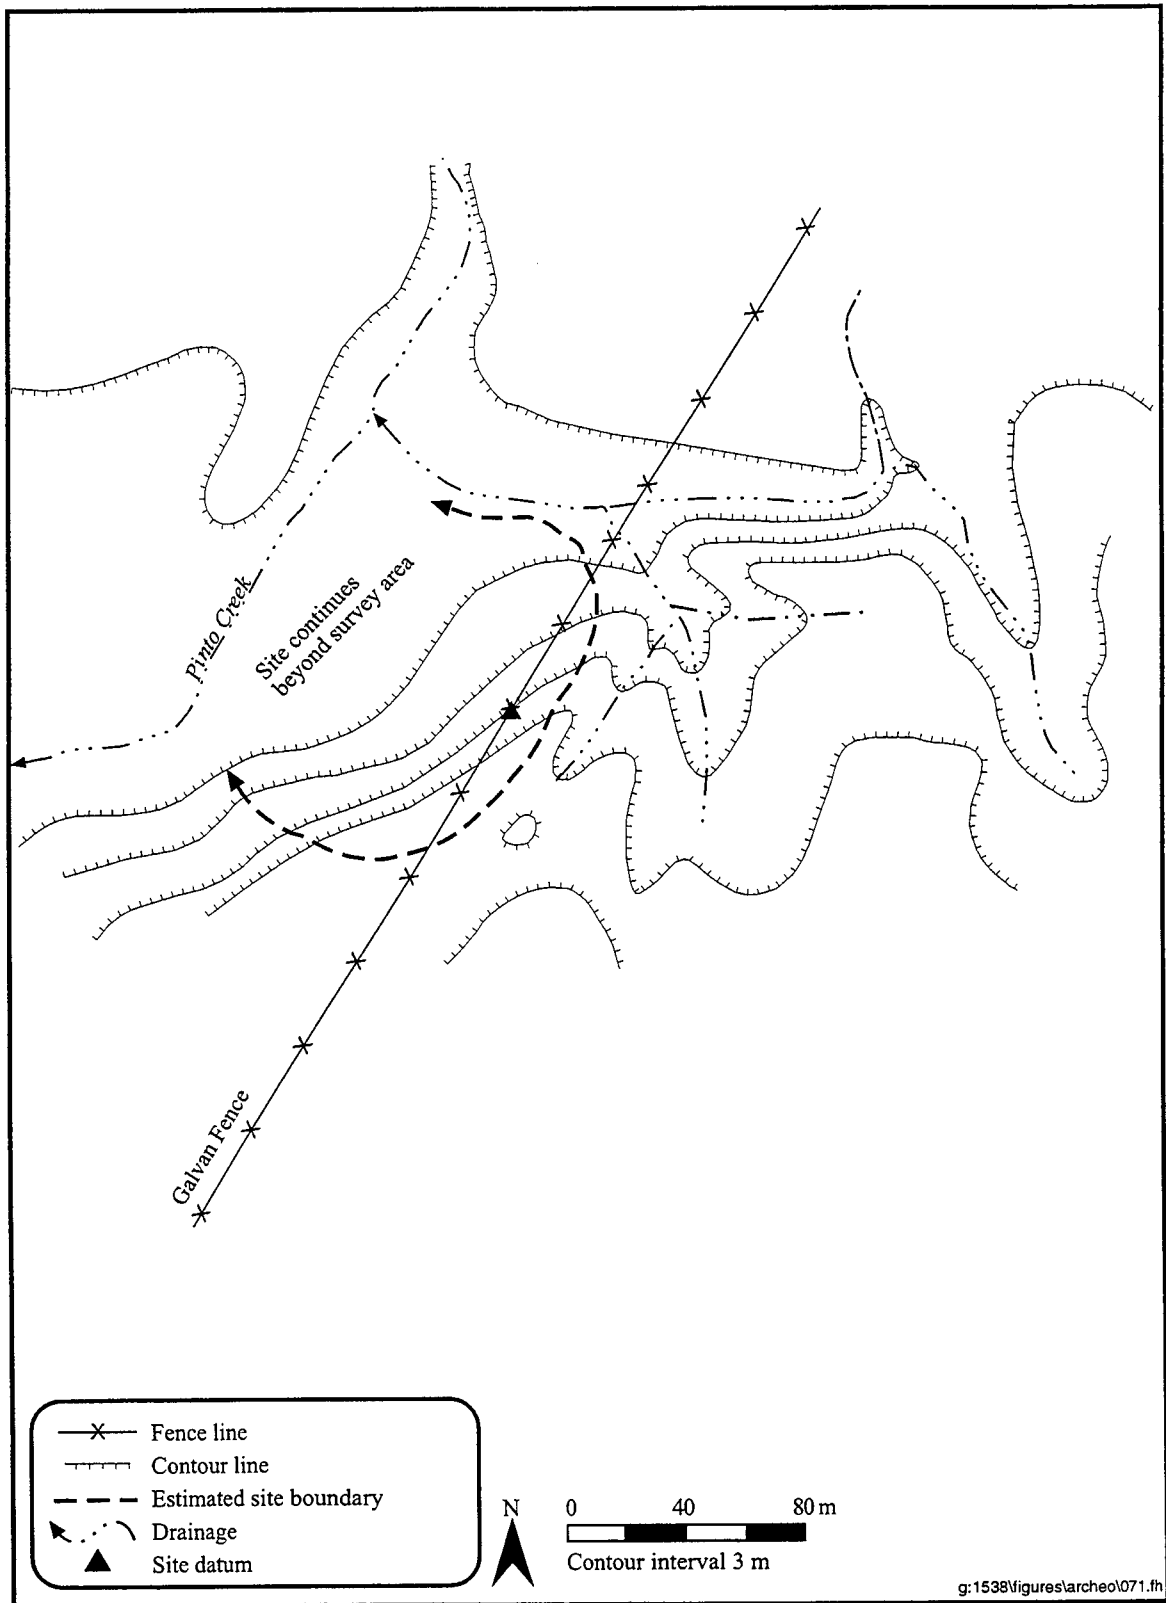 Pinto Creek
Site continues
beyond survey area
Galvan Fence
Fence line
Contour line
Estimated site boundary
Drainage
Site datum
N
0 40 80 m
Contour interval 3 m
g:1538\figures\archeo\071.fh